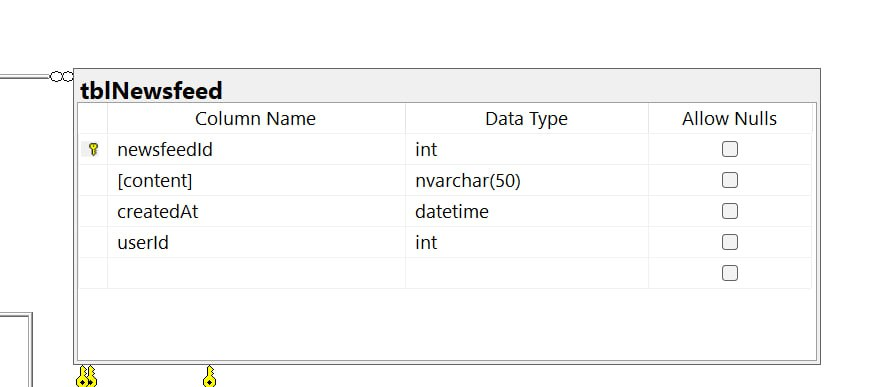 tblNewsfeed
Column Name Data Type Allow Nulls
newsfeedId int
[content] nvarchar(50)
createdAt datetime
userId int